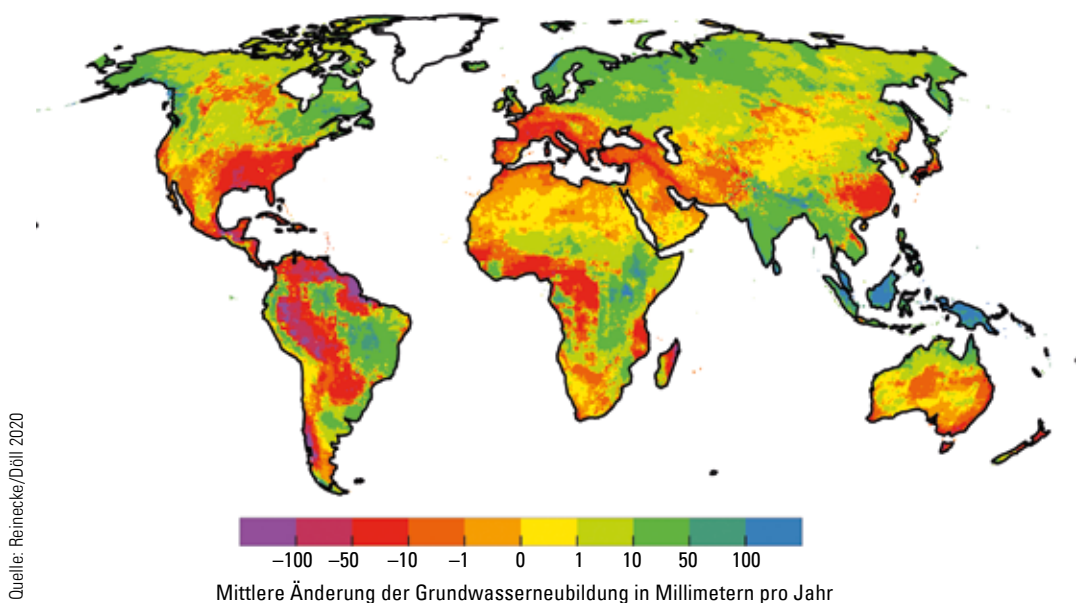 Quelle: Reinecke/Döll 2020
–100 –50 –10 –1 0 1 10 50 100
Mittlere Änderung der Grundwasserneubildung in Millimetern pro Jahr